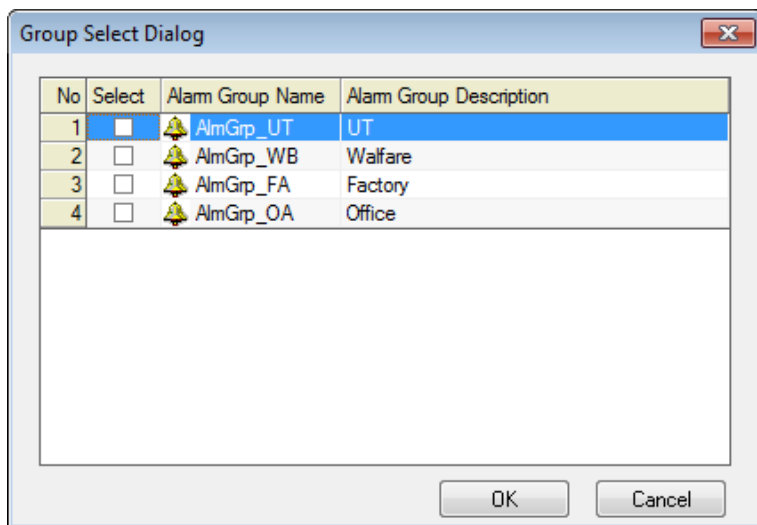 Group Select Dialog
No Select Alarm Group Name Alarm Group Description
1 AlmGrp_UT UT
2 AlmGrp_WB Walfare
3 AlmGrp_FA Factory
4 AlmGrp_OA Office
OK Cancel